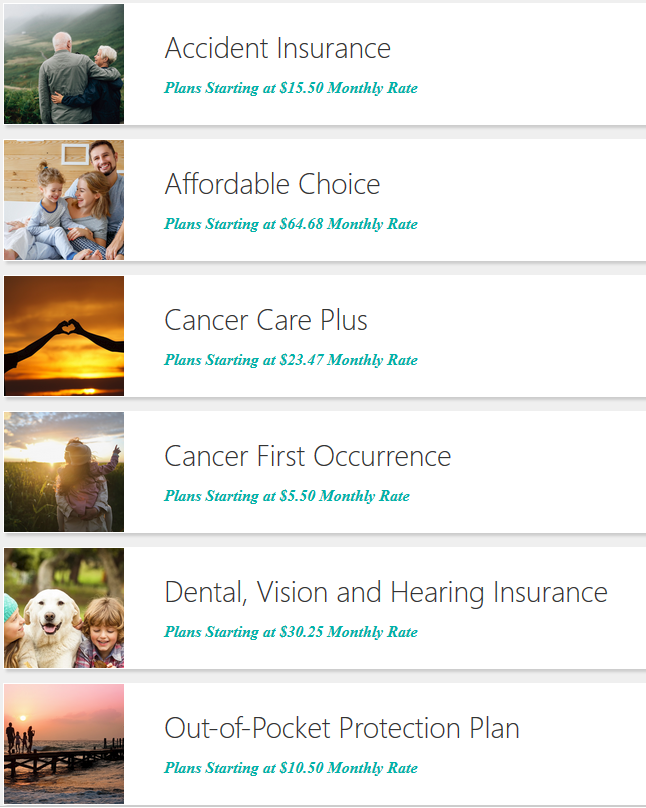 Accident Insurance
Plans Starting at $15.50 Monthly Rate
Affordable Choice
Plans Starting at $64.68 Monthly Rate
Cancer Care Plus
Plans Starting at $23.47 Monthly Rate
Cancer First Occurrence
Plans Starting at $5.50 Monthly Rate
Dental, Vision and Hearing Insurance
Plans Starting at $30.25 Monthly Rate
Out-of-Pocket Protection Plan
Plans Starting at $10.50 Monthly Rate